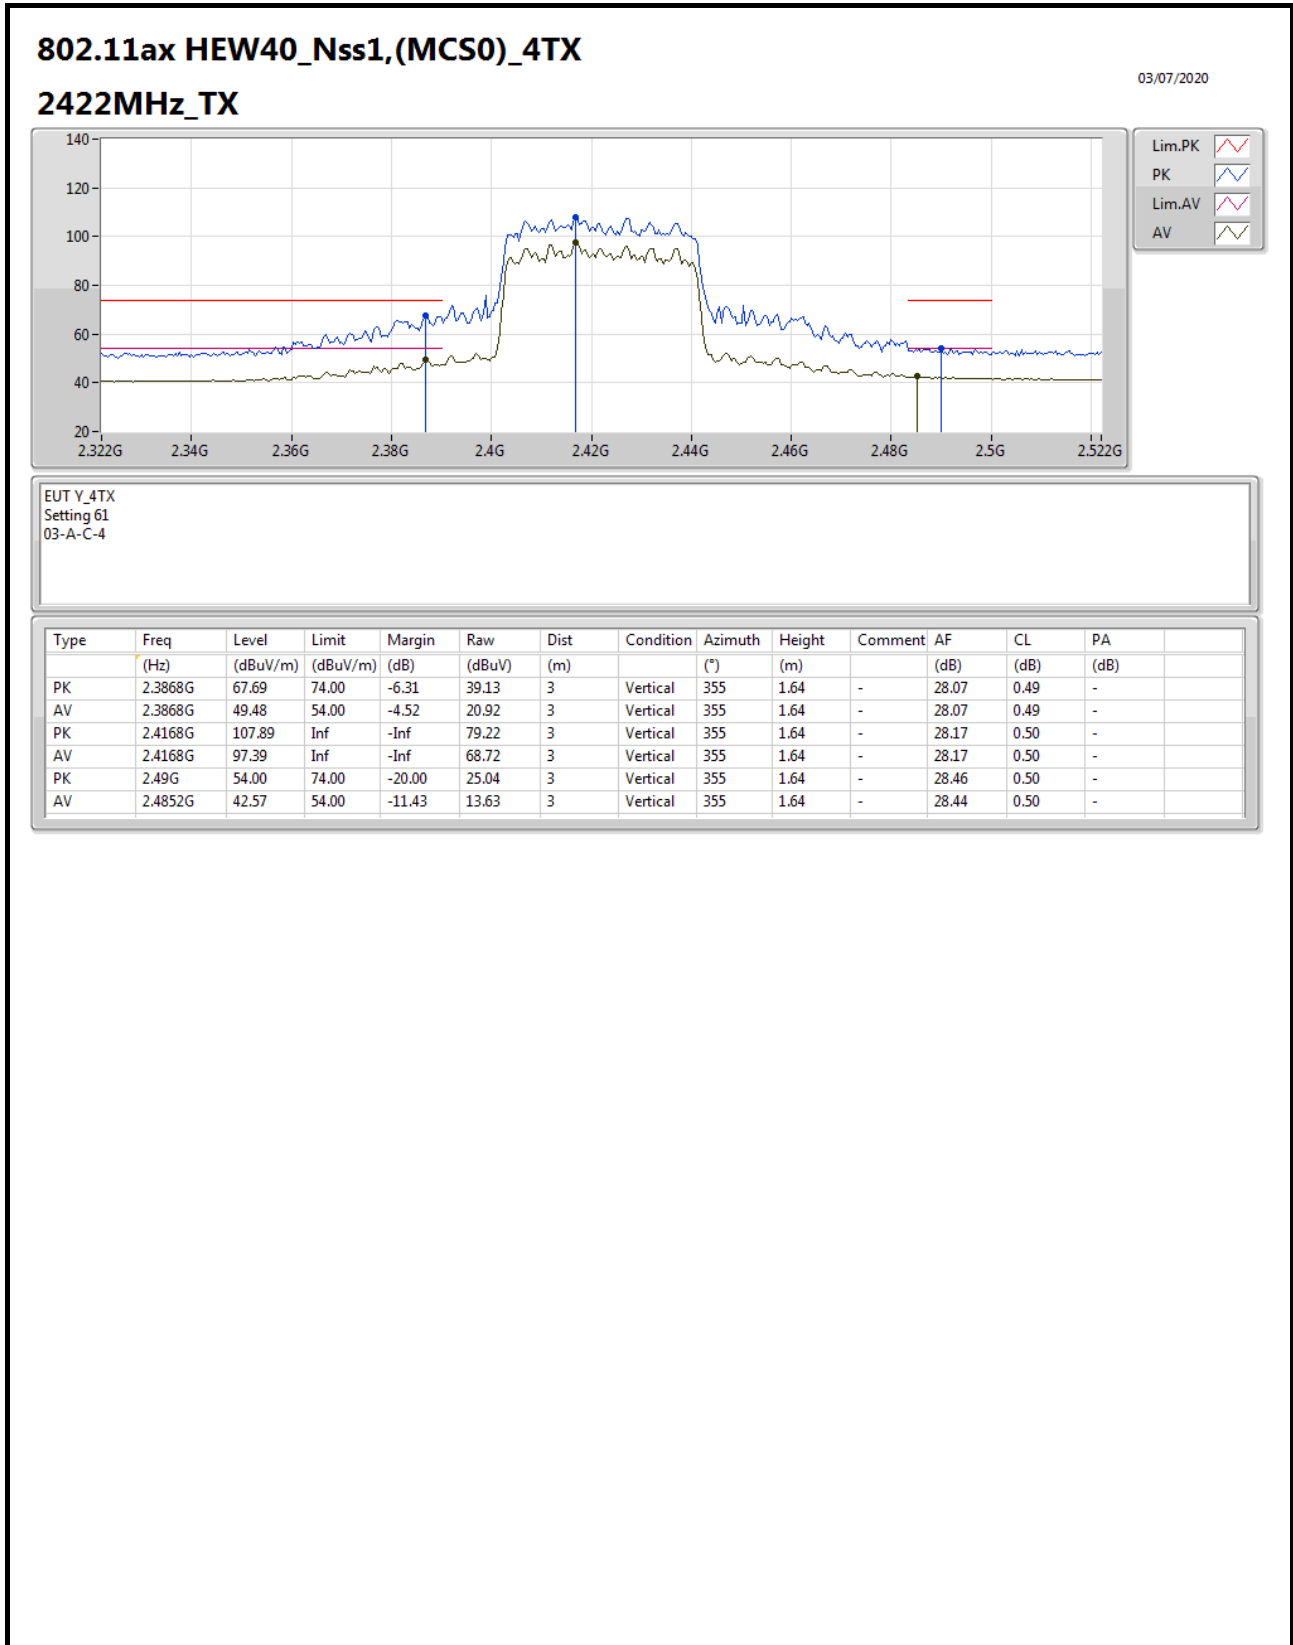 802.11ax HEW40_Nss1,(MCS0)_4TX
03/07/2020
2422MHz_TX
140
120
100
80
60
40
20
2.322G 2.34G 2.36G 2.38G 2.4G 2.42G 2.44G 2.46G 2.48G 2.5G 2.522G
Lim.PK
PK
Lim.AV
AV
EUT Y_4TX
Setting 61
03-A-C-4
Type Freq Level Limit Margin Raw Dist Condition Azimuth Height Comment AF CL PA
(Hz) (dBuV/m) (dBuV/m) (dB) (dBuV) (m) (°) (m) (dB) (dB) (dB)
PK 2.3868G 67.69 74.00 -6.31 39.13 3 Vertical 355 1.64 - 28.07 0.49 -
AV 2.3868G 49.48 54.00 -4.52 20.92 3 Vertical 355 1.64 - 28.07 0.49 -
PK 2.4168G 107.89 Inf -Inf 79.22 3 Vertical 355 1.64 - 28.17 0.50 -
AV 2.4168G 97.39 Inf -Inf 68.72 3 Vertical 355 1.64 - 28.17 0.50 -
PK 2.49G 54.00 74.00 -20.00 25.04 3 Vertical 355 1.64 - 28.46 0.50 -
AV 2.4852G 42.57 54.00 -11.43 13.63 3 Vertical 355 1.64 - 28.44 0.50 -